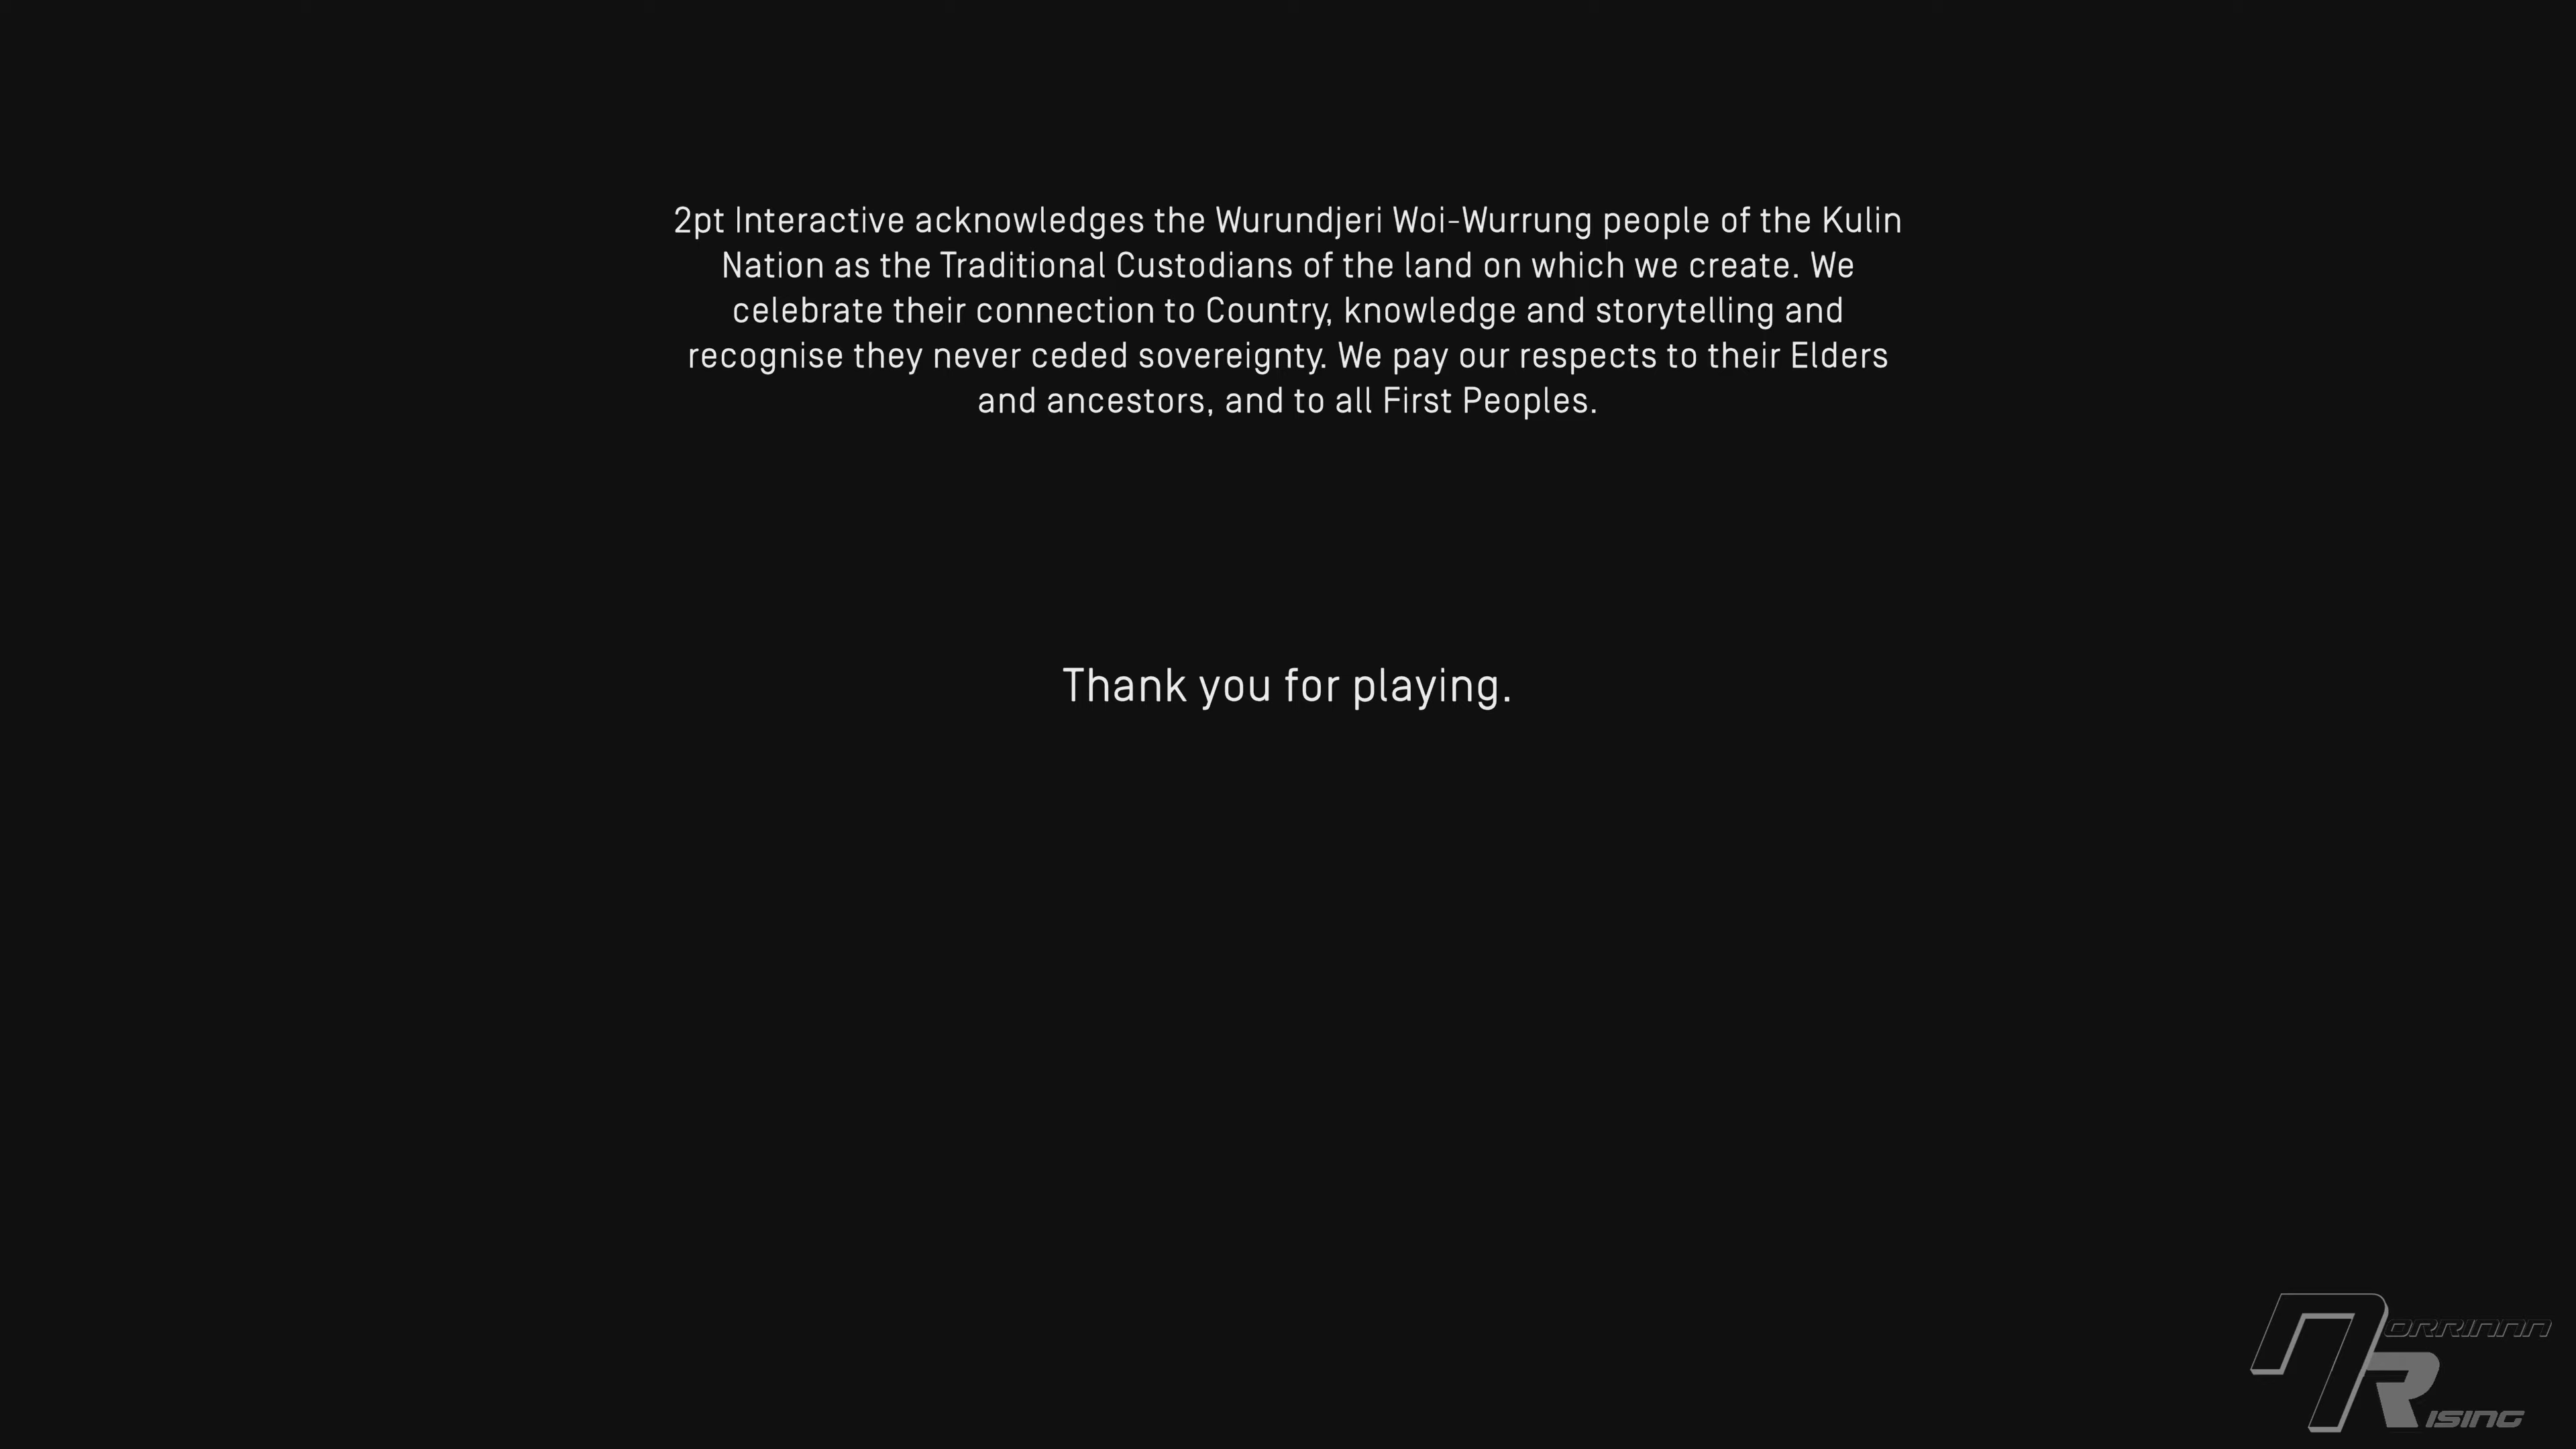 2pt Interactive acknowledges the Wurundjeri Woi-Wurrung people of the Kulin
Nation as the Traditional Custodians of the land on which we create. We
celebrate their connection to Country, knowledge and storytelling and
recognise they never ceded sovereignty. We pay our respects to their Elders
and ancestors, and to all First Peoples.
Thank you for playing.
Norrinnn
Rising